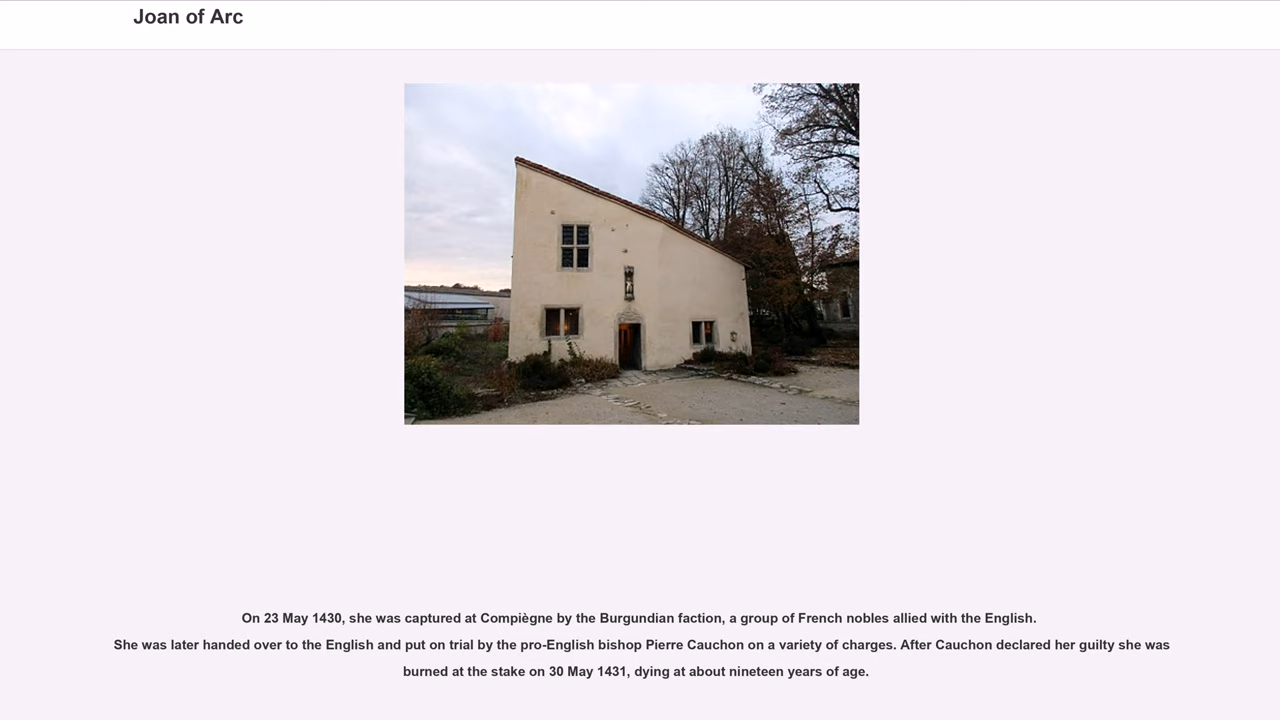 Joan of Arc
On 23 May 1430, she was captured at Compiègne by the Burgundian faction, a group of French nobles allied with the English.
She was later handed over to the English and put on trial by the pro-English bishop Pierre Cauchon on a variety of charges. After Cauchon declared her guilty she was
burned at the stake on 30 May 1431, dying at about nineteen years of age.